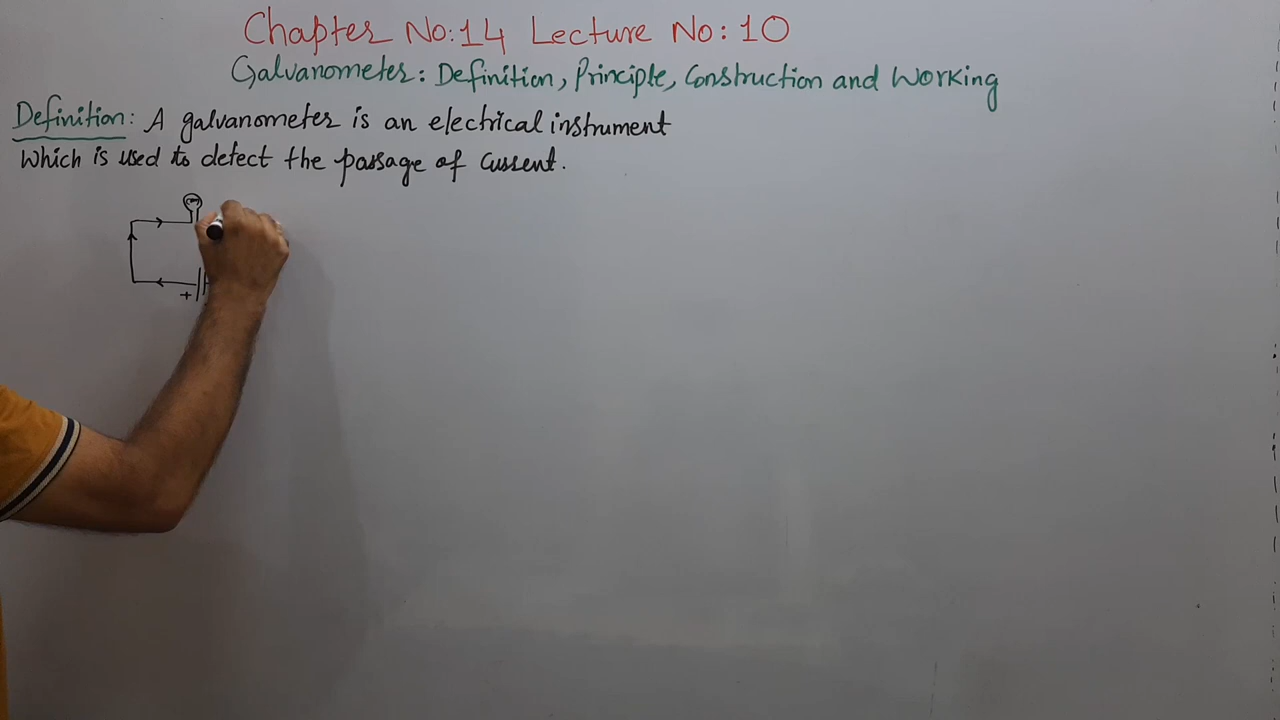 Chapter No:14 Lecture No:10
Galvanometer: Definition, Principle, Construction and Working
Definition: A galvanometer is an electrical instrument
Which is used to detect the passage of current.
+